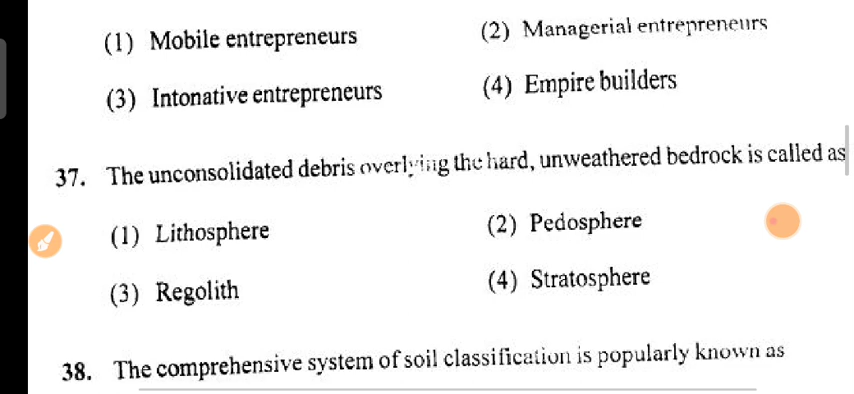 (1) Mobile entrepreneurs (2) Managerial entrepreneurs
(3) Intonative entrepreneurs (4) Empire builders
37. The unconsolidated debris overlying the hard, unweathered bedrock is called as
(1) Lithosphere (2) Pedosphere
(3) Regolith (4) Stratosphere
38. The comprehensive system of soil classification is popularly known as